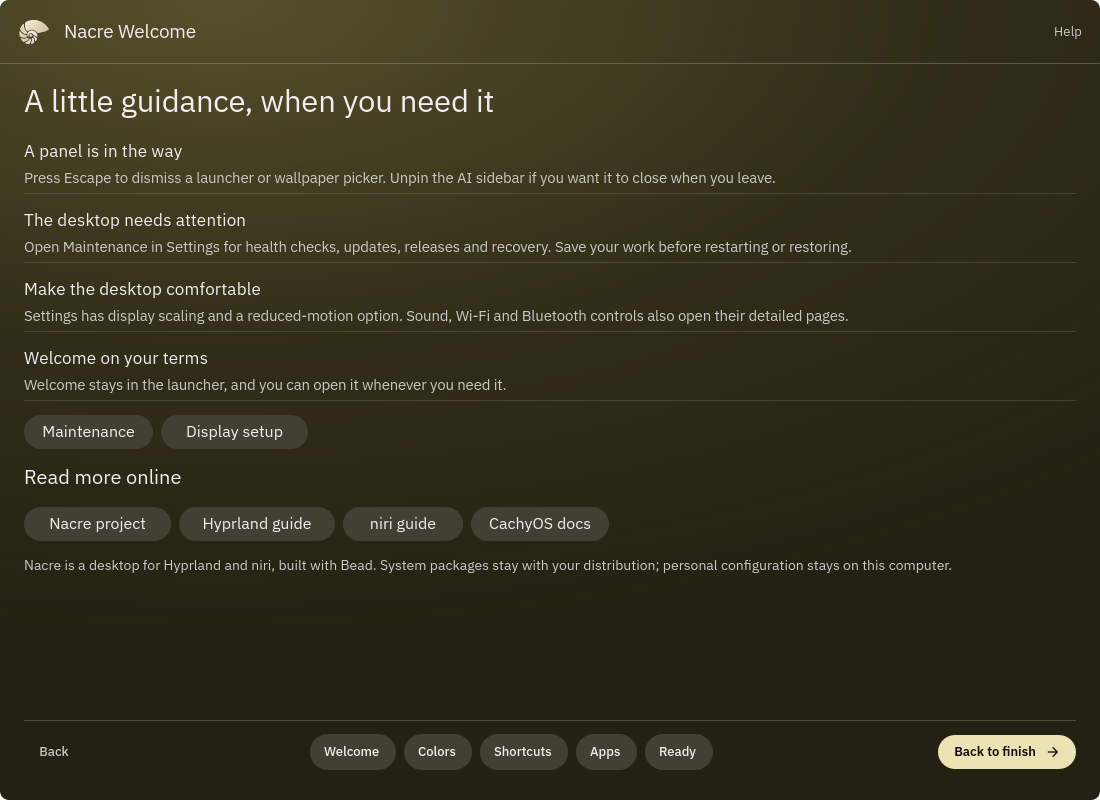 Nacre Welcome
Help
A little guidance, when you need it
A panel is in the way
Press Escape to dismiss a launcher or wallpaper picker. Unpin the AI sidebar if you want it to close when you leave.
The desktop needs attention
Open Maintenance in Settings for health checks, updates, releases and recovery. Save your work before restarting or restoring.
Make the desktop comfortable
Settings has display scaling and a reduced-motion option. Sound, Wi-Fi and Bluetooth controls also open their detailed pages.
Welcome on your terms
Welcome stays in the launcher, and you can open it whenever you need it.
Maintenance
Display setup
Read more online
Nacre project
Hyprland guide
niri guide
CachyOS docs
Nacre is a desktop for Hyprland and niri, built with Bead. System packages stay with your distribution; personal configuration stays on this computer.
Back
Welcome
Colors
Shortcuts
Apps
Ready
Back to finish